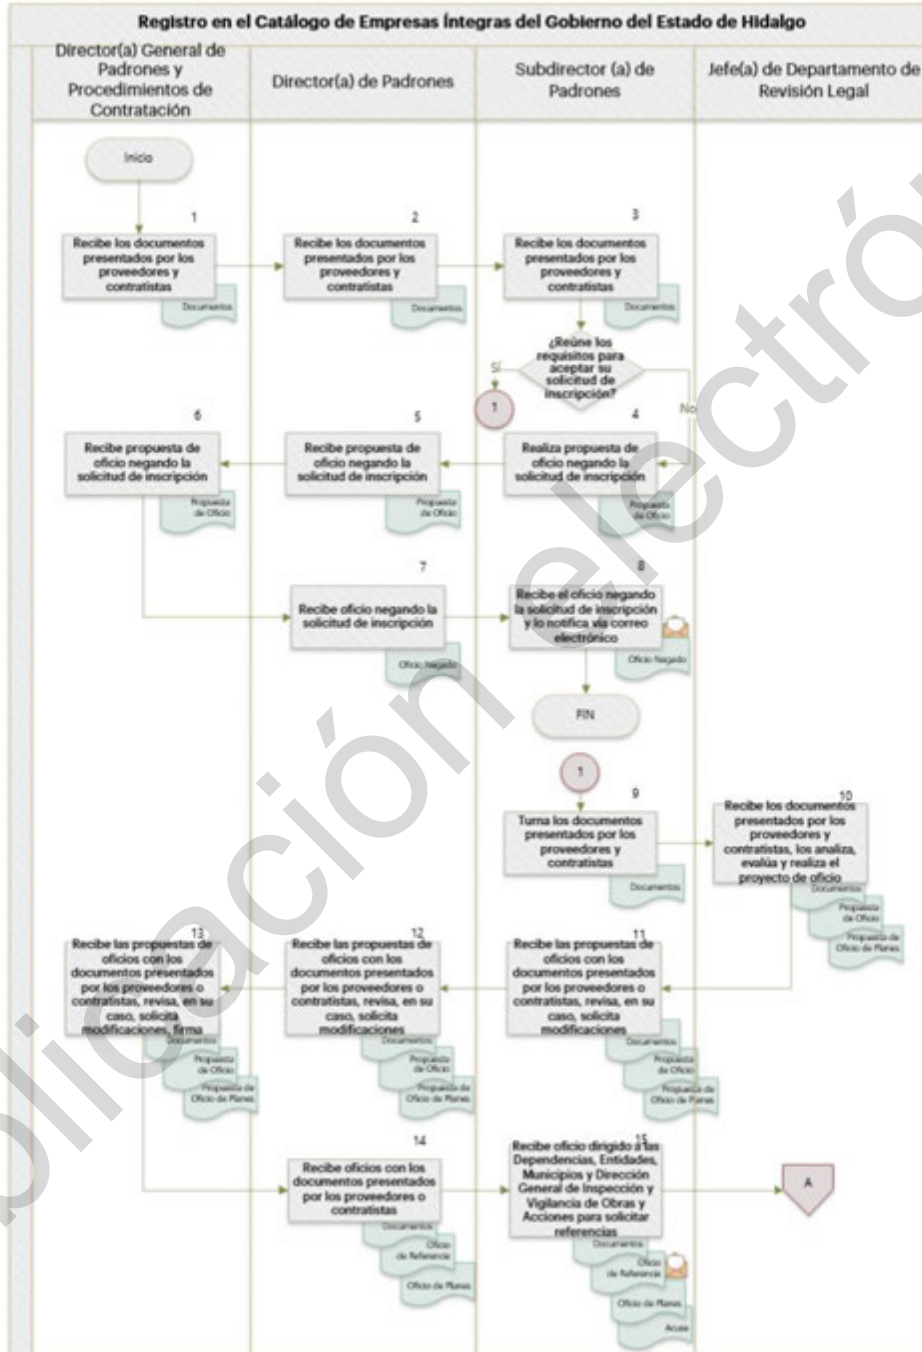 Registro en el Catálogo de Empresas Íntegras del Gobierno del Estado de Hidalgo
Director(a) General de
Padrones y
Procedimientos de
Contratación
Director(a) de Padrones
Subdirector (a) de
Padrones
Jefe(a) de Departamento de
Revisión Legal
Inicio
1
Recibe los documentos
presentados por los
proveedores y
contratistas
Documentos
2
Recibe los documentos
presentados por los
proveedores y
contratistas
Documentos
3
Recibe los documentos
presentados por los
proveedores y
contratistas
Documentos
¿Reúne los
requisitos para
aceptar su
solicitud de
inscripción?
Sí
1
No
6
Recibe propuesta de
oficio negando la
solicitud de inscripción
Propuesta
de Oficio
5
Recibe propuesta de
oficio negando la
solicitud de inscripción
Propuesta
de Oficio
4
Realiza propuesta de
oficio negando la
solicitud de inscripción
Propuesta
de Oficio
7
Recibe oficio negando la
solicitud de inscripción
Oficio Negado
8
Recibe el oficio negando
la solicitud de inscripción
y lo notifica vía correo
electrónico
Oficio Negado
FIN
1
9
Turna los documentos
presentados por los
proveedores y
contratistas
Documentos
10
Recibe los documentos
presentados por los
proveedores y
contratistas, los analiza,
evalúa y realiza el
proyecto de oficio
Documentos
Propuesta
de Oficio
Propuesta de
Oficio de Planes
13
Recibe las propuestas de
oficios con los
documentos presentados
por los proveedores o
contratistas, revisa, en su
caso, solicita
modificaciones, firma
Documentos
Propuesta
de Oficio
Propuesta de
Oficio de Planes
12
Recibe las propuestas de
oficios con los
documentos presentados
por los proveedores o
contratistas, revisa, en su
caso, solicita
modificaciones
Documentos
Propuesta
de Oficio
Propuesta de
Oficio de Planes
11
Recibe las propuestas de
oficios con los
documentos presentados
por los proveedores o
contratistas, revisa, en su
caso, solicita
modificaciones
Documentos
Propuesta
de Oficio
Propuesta de
Oficio de Planes
14
Recibe oficios con los
documentos presentados
por los proveedores o
contratistas
Documentos
Oficio
de Referencia
Oficio de Planes
15
Recibe oficio dirigido a las
Dependencias, Entidades,
Municipios y Dirección
General de Inspección y
Vigilancia de Obras y
Acciones para solicitar
referencias
Documentos
Oficio
de Referencia
Oficio de Planes
Acuse
A
blicación electrón